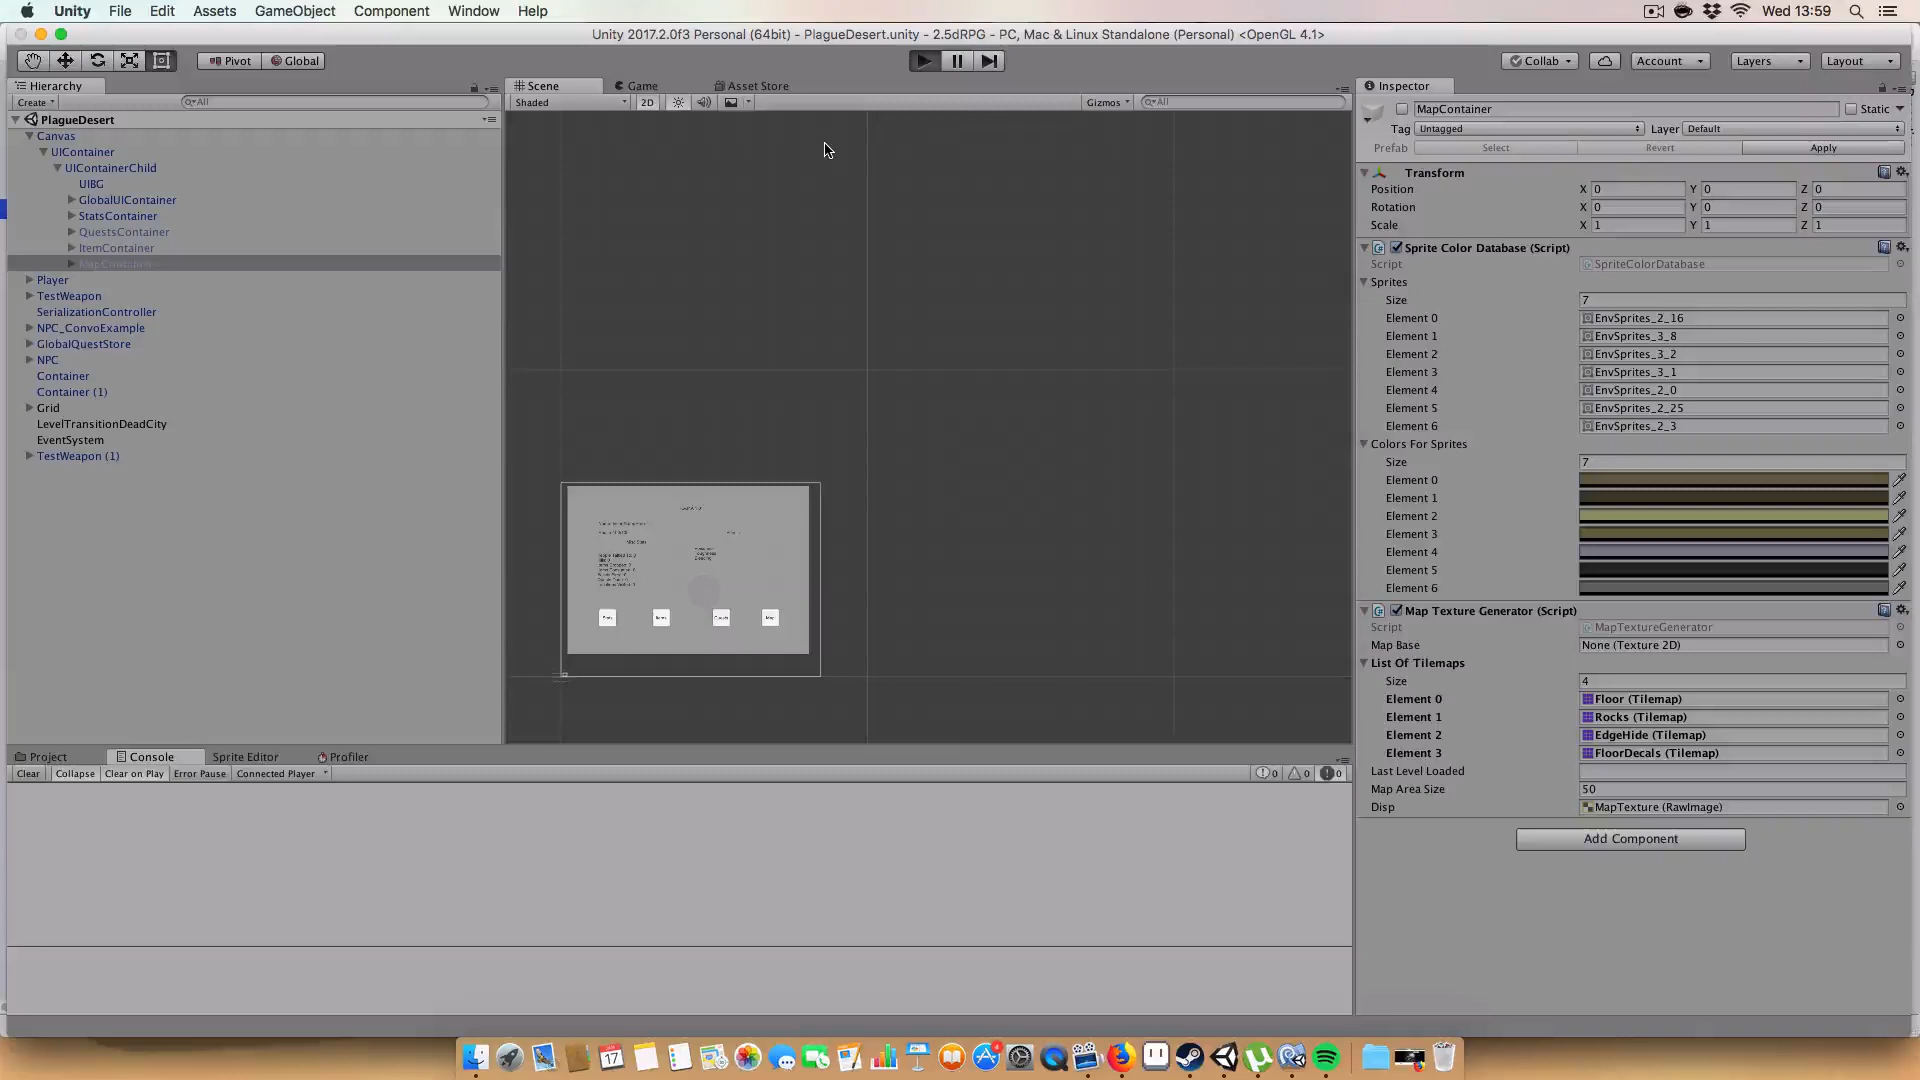 Unity File Edit Assets GameObject Component Window Help
Wed 13:59
Unity 2017.2.0f3 Personal (64bit) - PlagueDesert.unity - 2.5dRPG - PC, Mac & Linux Standalone (Personal) <OpenGL 4.1>
Pivot Global
Collab Account Layers Layout
Hierarchy
Create All
PlagueDesert
Canvas
UIContainer
UIContainerChild
UIBG
GlobalUIContainer
StatsContainer
QuestsContainer
ItemContainer
MapContainer
Player
TestWeapon
SerializationController
NPC_ConvoExample
GlobalQuestStore
NPC
Container
Container (1)
Grid
LevelTransitionDeadCity
EventSystem
TestWeapon (1)
Scene Game Asset Store
Shaded 2D Gizmos All
Stats Items Quests Map
Inspector
MapContainer Static
Tag Untagged Layer Default
Prefab Select Revert Apply
Transform
Position X 0 Y 0 Z 0
Rotation X 0 Y 0 Z 0
Scale X 1 Y 1 Z 1
Sprite Color Database (Script)
Script SpriteColorDatabase
Sprites
Size 7
Element 0 EnvSprites_2_16
Element 1 EnvSprites_3_8
Element 2 EnvSprites_3_2
Element 3 EnvSprites_3_1
Element 4 EnvSprites_2_0
Element 5 EnvSprites_2_25
Element 6 EnvSprites_2_3
Colors For Sprites
Size 7
Element 0
Element 1
Element 2
Element 3
Element 4
Element 5
Element 6
Map Texture Generator (Script)
Script MapTextureGenerator
Map Base None (Texture 2D)
List Of Tilemaps
Size 4
Element 0 Floor (Tilemap)
Element 1 Rocks (Tilemap)
Element 2 EdgeHide (Tilemap)
Element 3 FloorDecals (Tilemap)
Last Level Loaded
Map Area Size 50
Disp MapTexture (RawImage)
Add Component
Project Console Sprite Editor Profiler
Clear Collapse Clear on Play Error Pause Connected Player
0 0 0
17